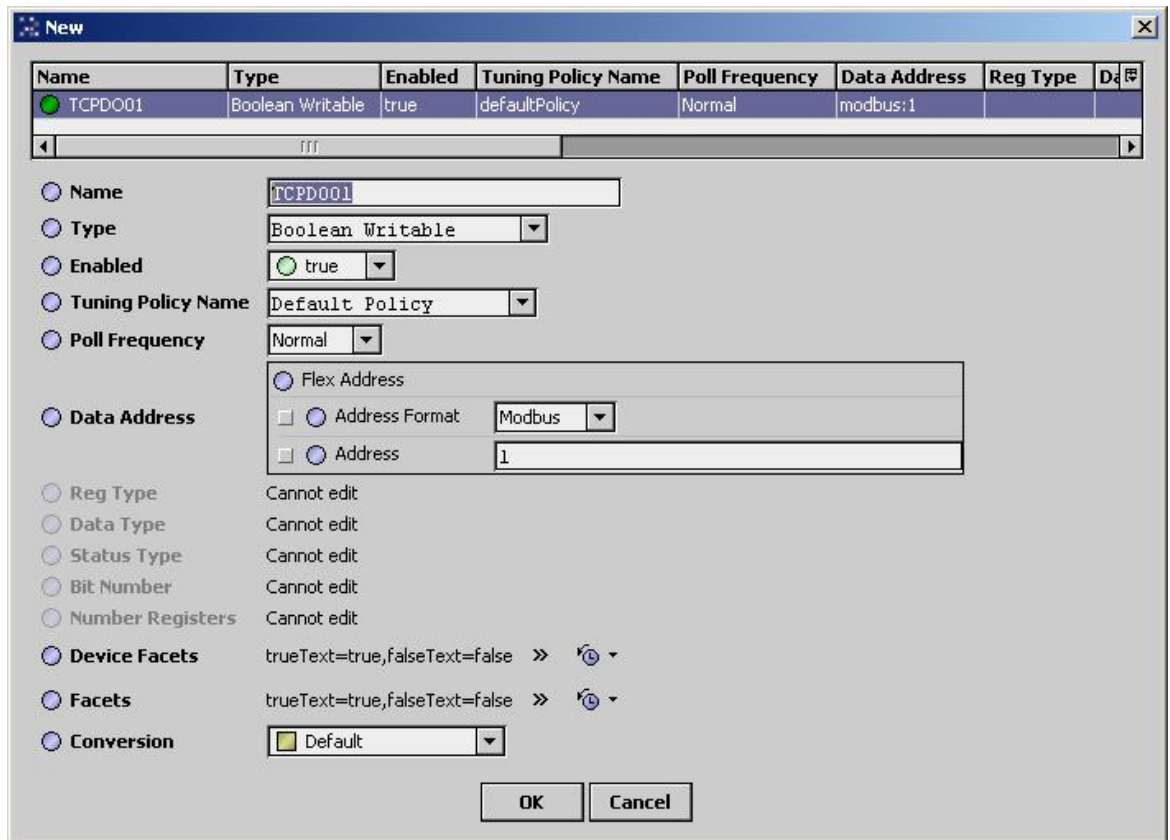 New
Name Type Enabled Tuning Policy Name Poll Frequency Data Address Reg Type Da
TCPDO01 Boolean Writable true defaultPolicy Normal modbus:1
Name TCPDO01
Type Boolean Writable
Enabled true
Tuning Policy Name Default Policy
Poll Frequency Normal
Flex Address
Data Address Address Format Modbus
Address 1
Reg Type Cannot edit
Data Type Cannot edit
Status Type Cannot edit
Bit Number Cannot edit
Number Registers Cannot edit
Device Facets trueText=true,falseText=false »
Facets trueText=true,falseText=false »
Conversion Default
OK Cancel